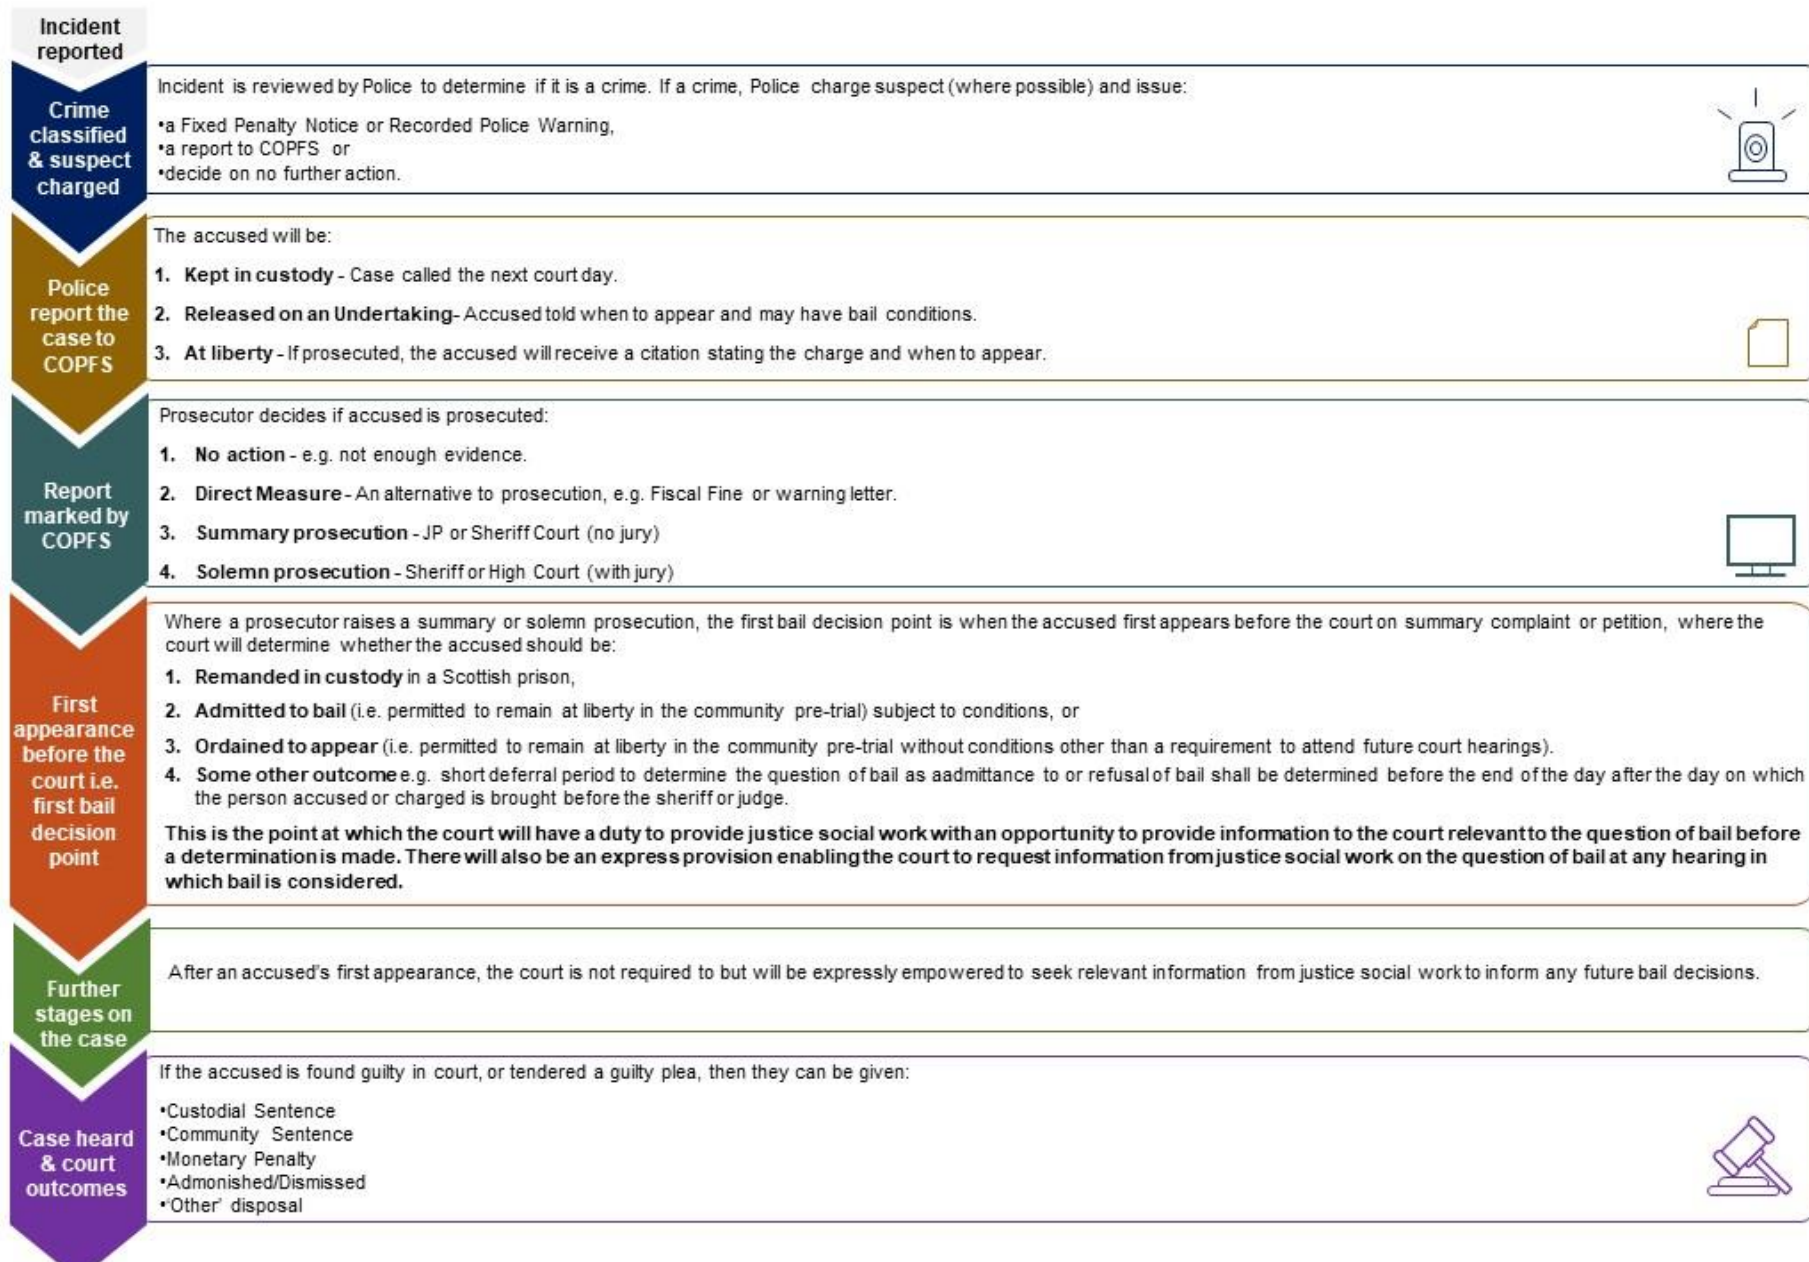 Incident
reported
Crime
classified
& suspect
charged
Incident is reviewed by Police to determine if it is a crime. If a crime, Police charge suspect (where possible) and issue:
•a Fixed Penalty Notice or Recorded Police Warning,
•a report to COPFS or
•decide on no further action.
Police
report the
case to
COPFS
The accused will be:
1. Kept in custody - Case called the next court day.
2. Released on an Undertaking- Accused told when to appear and may have bail conditions.
3. At liberty - If prosecuted, the accused will receive a citation stating the charge and when to appear.
Report
marked by
COPFS
Prosecutor decides if accused is prosecuted:
1. No action - e.g. not enough evidence.
2. Direct Measure - An alternative to prosecution, e.g. Fiscal Fine or warning letter.
3. Summary prosecution - JP or Sheriff Court (no jury)
4. Solemn prosecution - Sheriff or High Court (with jury)
First
appearance
before the
court i.e.
first bail
decision
point
Where a prosecutor raises a summary or solemn prosecution, the first bail decision point is when the accused first appears before the court on summary complaint or petition, where the
court will determine whether the accused should be:
1. Remanded in custody in a Scottish prison,
2. Admitted to bail (i.e. permitted to remain at liberty in the community pre-trial) subject to conditions, or
3. Ordained to appear (i.e. permitted to remain at liberty in the community pre-trial without conditions other than a requirement to attend future court hearings).
4. Some other outcome e.g. short deferral period to determine the question of bail as aadmittance to or refusal of bail shall be determined before the end of the day after the day on which
the person accused or charged is brought before the sheriff or judge.
This is the point at which the court will have a duty to provide justice social work with an opportunity to provide information to the court relevant to the question of bail before
a determination is made. There will also be an express provision enabling the court to request information from justice social work on the question of bail at any hearing in
which bail is considered.
Further
stages on
the case
After an accused's first appearance, the court is not required to but will be expressly empowered to seek relevant information from justice social work to inform any future bail decisions.
Case heard
& court
outcomes
If the accused is found guilty in court, or tendered a guilty plea, then they can be given:
•Custodial Sentence
•Community Sentence
•Monetary Penalty
•Admonished/Dismissed
•'Other' disposal